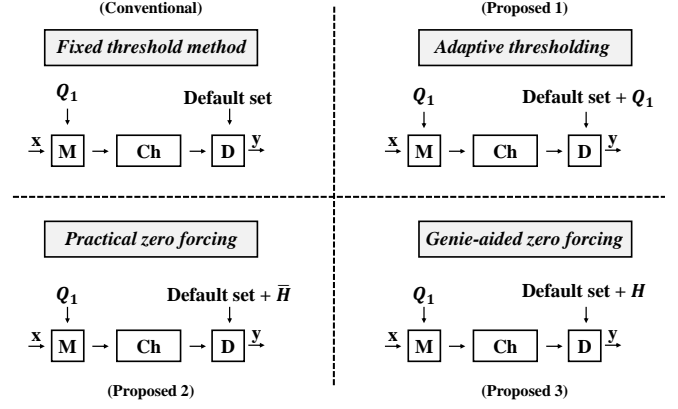 (Conventional)
Fixed threshold method
Q₁
Default set
x
M
Ch
D
y
(Proposed 1)
Adaptive thresholding
Q₁
Default set + Q₁
x
M
Ch
D
y
Practical zero forcing
Q₁
Default set + H̅
x
M
Ch
D
y
(Proposed 2)
Genie-aided zero forcing
Q₁
Default set + H
x
M
Ch
D
y
(Proposed 3)